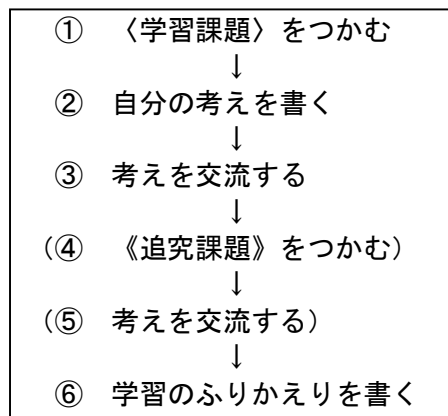 ① 〈学習課題〉をつかむ
↓
② 自分の考えを書く
↓
③ 考えを交流する
↓
(④ 《追究課題》をつかむ)
↓
(⑤ 考えを交流する)
↓
⑥ 学習のふりかえりを書く